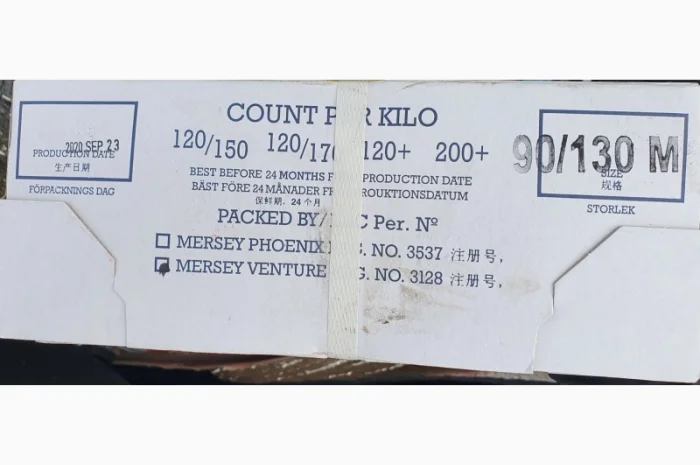 COUNT P R KILO
120/150 120/170 120+ 200+
2020 SEP 23
PRODUCTION DATE
生产日期
FÖRPACKNINGS DAG
90/130 M
SIZE
规格
STORLEK
BEST BEFORE 24 MONTHS F PRODUCTION DATE
BÄST FÖRE 24 MÅNADER FR ROUKTIONSDATUM
保鲜期, 24 个月
PACKED BY/ C Per. Nº
MERSEY PHOENIX G. NO. 3537 注册号,
MERSEY VENTURE G. NO. 3128 注册号,